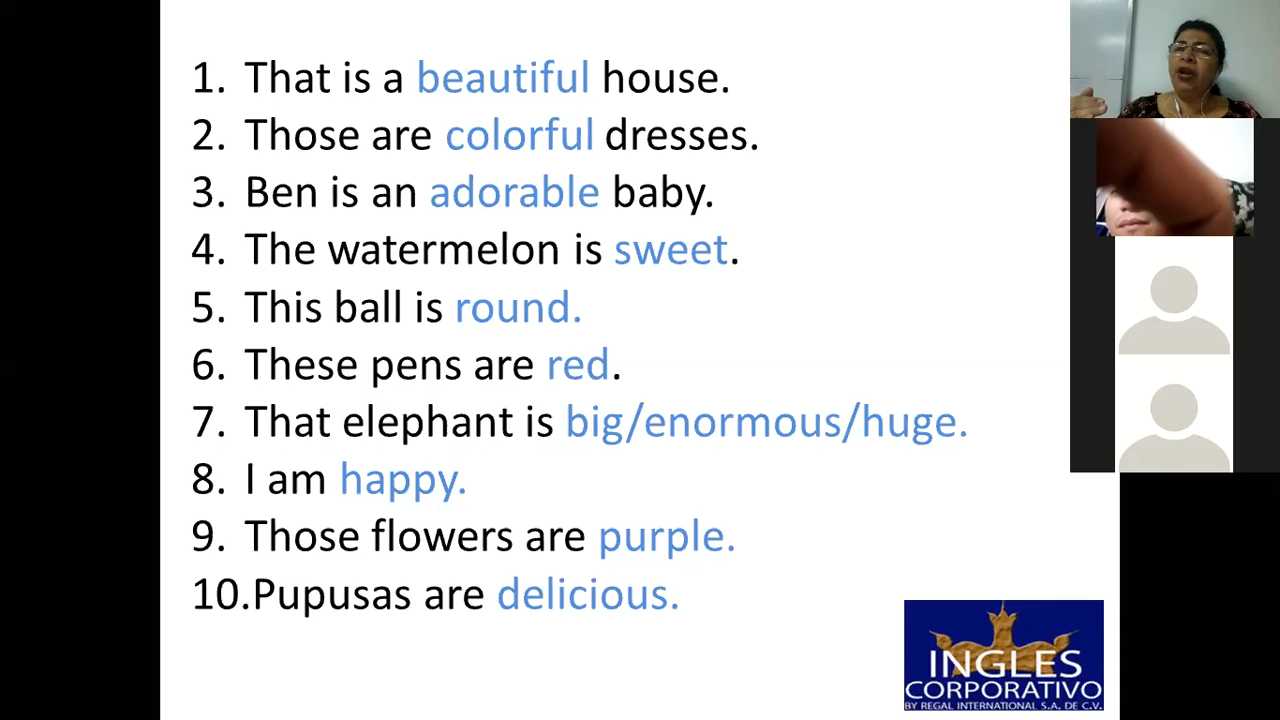 1. That is a beautiful house.
2. Those are colorful dresses.
3. Ben is an adorable baby.
4. The watermelon is sweet.
5. This ball is round.
6. These pens are red.
7. That elephant is big/enormous/huge.
8. I am happy.
9. Those flowers are purple.
10.Pupusas are delicious.
INGLES
CORPORATIVO
BY REGAL INTERNATIONAL S.A. DE C.V.